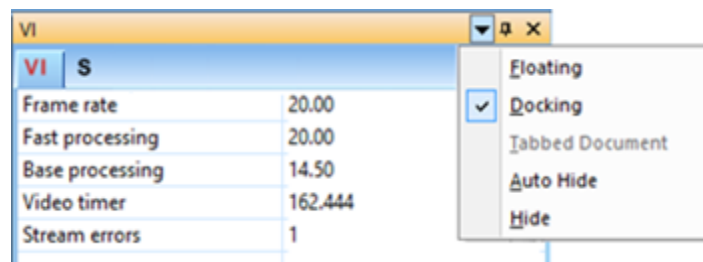 VI
VI S
Frame rate 20.00
Fast processing 20.00
Base processing 14.50
Video timer 162.444
Stream errors 1
Floating
Docking
Tabbed Document
Auto Hide
Hide